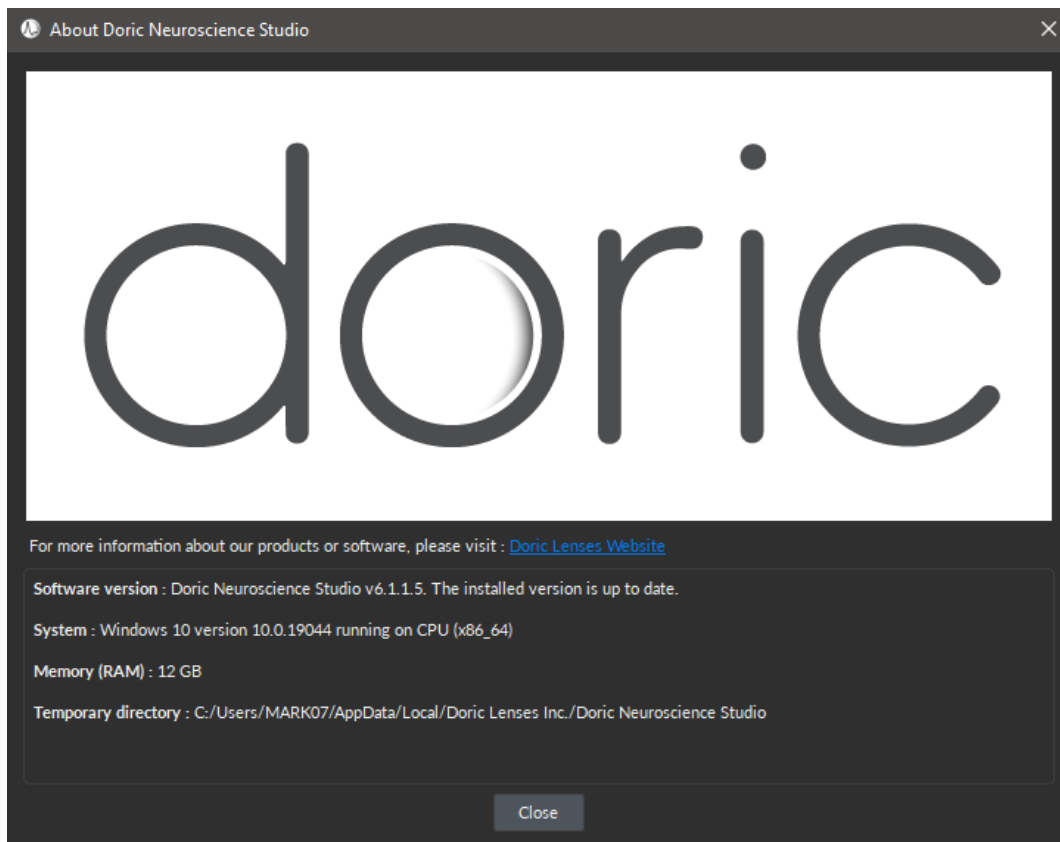 About Doric Neuroscience Studio
doric
For more information about our products or software, please visit : Doric Lenses Website
Software version : Doric Neuroscience Studio v6.1.1.5. The installed version is up to date.
System : Windows 10 version 10.0.19044 running on CPU (x86_64)
Memory (RAM) : 12 GB
Temporary directory : C:/Users/MARK07/AppData/Local/Doric Lenses Inc./Doric Neuroscience Studio
Close